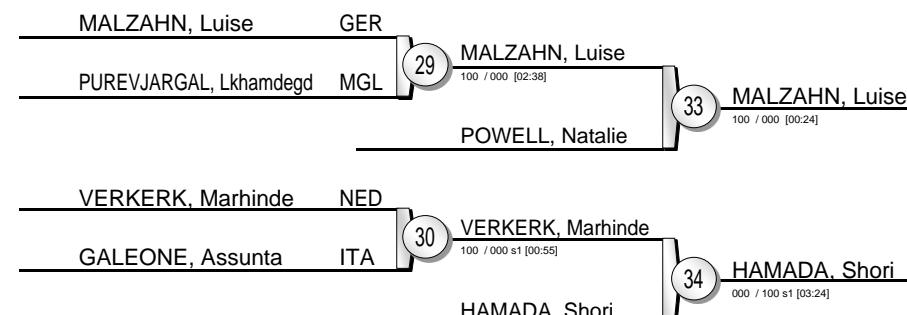 MALZAHN, Luise GER
PUREVJARGAL, Lkhamdegd MGL
29
MALZAHN, Luise
100 / 000 [02:38]
POWELL, Natalie
33
MALZAHN, Luise
100 / 000 [00:24]
VERKERK, Marhinde NED
GALEONE, Assunta ITA
30
VERKERK, Marhinde
100 / 000 s1 [00:55]
HAMADA, Shori
34
HAMADA, Shori
000 / 100 s1 [03:24]